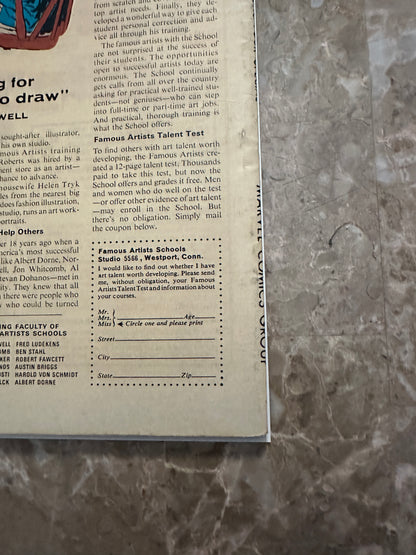 g for
o draw"
WELL
sought-after illustrator,
his own studio.
mous Artists training
Roberts was hired by a
ment store as an artist—
hance to advance.
ousewife Helen Tryk
des from the nearest big
does fashion illustration,
studio, runs an art work-
ortraits.
Help Others
er 18 years ago when a
merica's most successful
like Albert Dorne, Nor-
ell, Jon Whitcomb, Al
tevan Dohanos—met in
ity. They knew that all
there were people who
s who could be turned
NG FACULTY OF
ARTISTS SCHOOLS
WELL FRED LUDEKENS
OMB BEN STAHL
KER ROBERT FAWCETT
NOS AUSTIN BRIGGS
USTI HAROLD VON SCHMIDT
LCK ALBERT DORNE
from scratch and
top artist needs. Finally, they de-
veloped a wonderful way to give each
student personal correction and ad-
vice all through his training.
The famous artists with the School
are not surprised at the success of
their students. The opportunities
open to successful artists today are
enormous. The School continually
gets calls from all over the country
asking for practical well-trained stu-
dents—not geniuses—who can step
into full-time or part-time art jobs.
And practical, thorough training is
what the School offers.
Famous Artists Talent Test
To find others with art talent worth
developing, the Famous Artists cre-
ated a 12-page talent test. Thousands
paid to take this test, but now the
School offers and grades it free. Men
and women who do well on the test
—or offer other evidence of art talent
—may enroll in the School. But
there's no obligation. Simply mail
the coupon below.
Famous Artists Schools
Studio 5566, Westport, Conn.
I would like to find out whether I have
art talent worth developing. Please send
me, without obligation, your Famous
Artists Talent Test and information about
your courses.
Mr.
Mrs. Age
Miss Circle one and please print
Street
City
State Zip
MARVEL COMICS GROUP